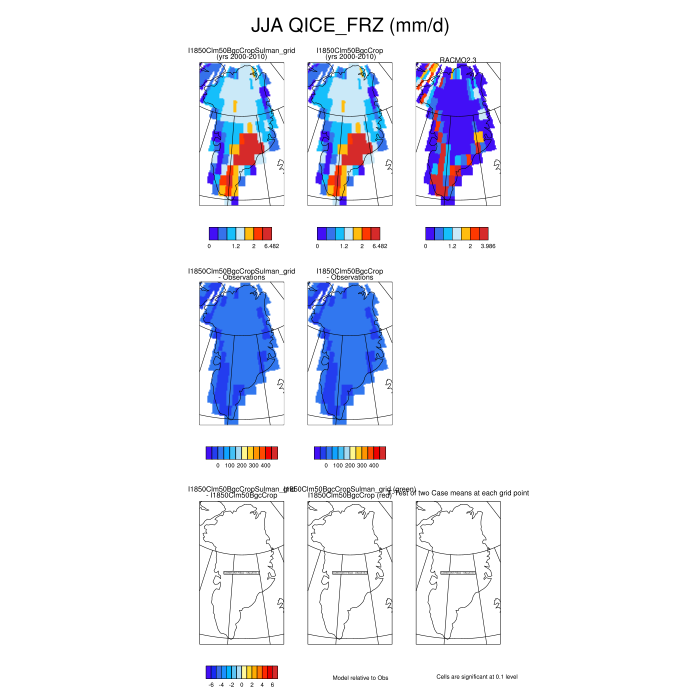 JJA QICE_FRZ (mm/d)
I1850Clm50BgcCropSulman_grid
(yrs 2000-2010)
I1850Clm50BgcCrop
(yrs 2000-2010)
RACMO2.3
0 1.2 2 6.482
0 1.2 2 6.482
0 1.2 2 3.986
I1850Clm50BgcCropSulman_grid
- Observations
I1850Clm50BgcCrop
- Observations
0 100 200 300 400
0 100 200 300 400
I1850Clm50BgcCropSulman_grid
- I1850Clm50BgcCrop
I1850Clm50BgcCropSulman_grid (green)
I1850Clm50BgcCrop (red)
T-Test of two Case means at each grid point
-6 -4 -2 0 2 4 6
Model relative to Obs
Cells are significant at 0.1 level